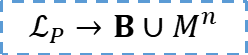 ℒ_P → 𝐁 ∪ M^n